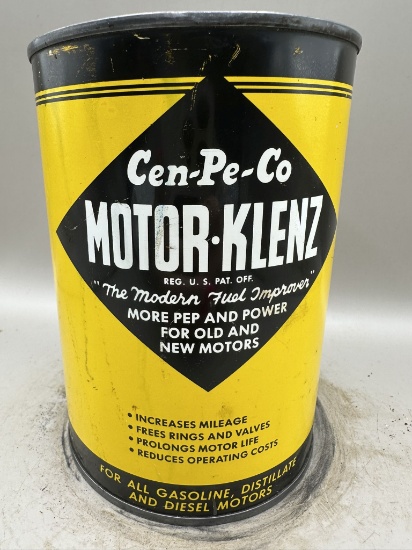 Cen-Pe-Co
MOTOR·KLENZ
REG. U. S. PAT. OFF.
"The Modern Fuel Improver"
MORE PEP AND POWER
FOR OLD AND
NEW MOTORS
• INCREASES MILEAGE
• FREES RINGS AND VALVES
• PROLONGS MOTOR LIFE
• REDUCES OPERATING COSTS
FOR ALL GASOLINE, DISTILLATE
AND DIESEL MOTORS